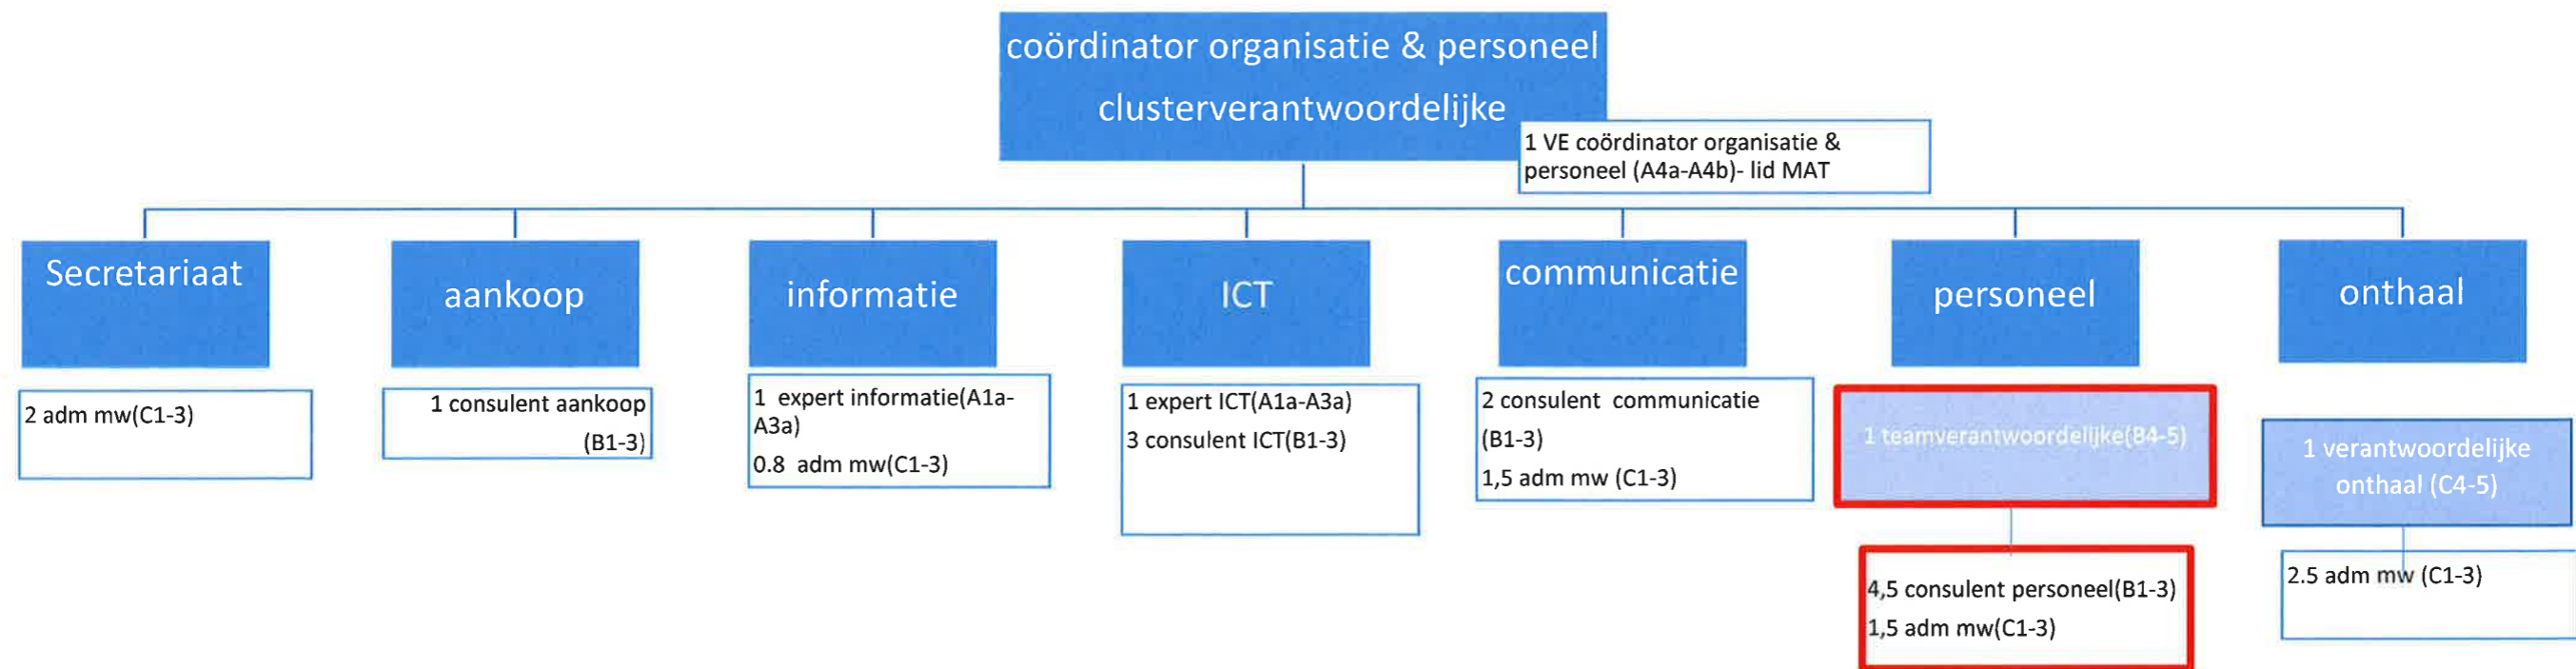 coördinator organisatie & personeel
clusterverantwoordelijke
1 VE coördinator organisatie &
personeel (A4a-A4b)- lid MAT
Secretariaat
2 adm mw(C1-3)
aankoop
1 consulent aankoop
(B1-3)
informatie
1 expert informatie(A1a-
A3a)
0.8 adm mw(C1-3)
ICT
1 expert ICT(A1a-A3a)
3 consulent ICT(B1-3)
communicatie
2 consulent communicatie
(B1-3)
1,5 adm mw (C1-3)
personeel
1 teamverantwoordelijke(B4-5)
4,5 consulent personeel(B1-3)
1,5 adm mw(C1-3)
onthaal
1 verantwoordelijke
onthaal (C4-5)
2.5 adm mw (C1-3)